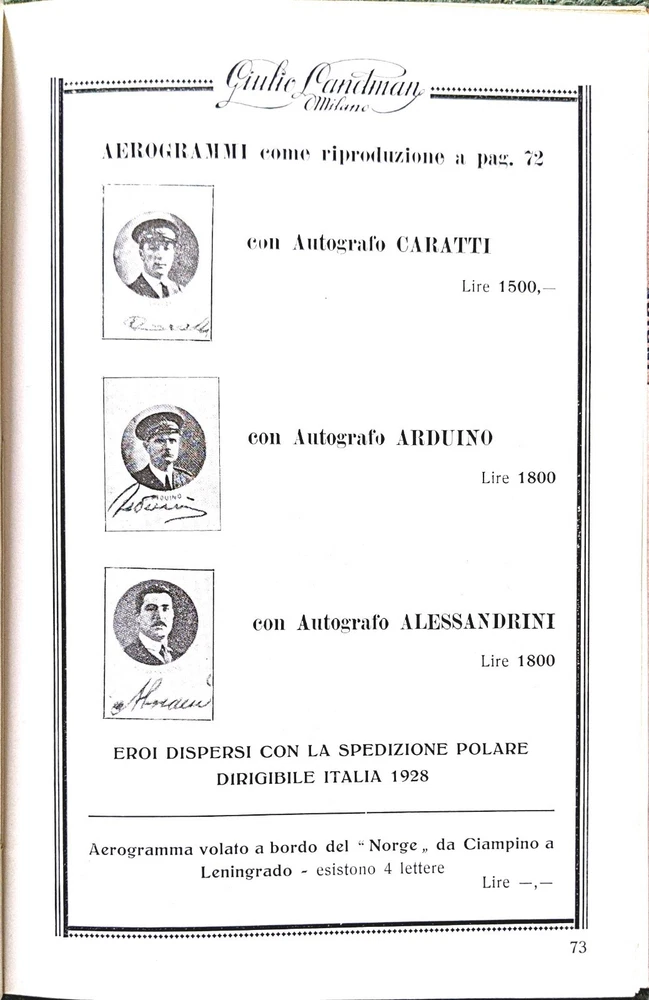 Giulio Landman
Milano
AEROGRAMMI come riproduzione a pag. 72
con Autografo CARATTI
Lire 1500,—
con Autografo ARDUINO
Lire 1800
con Autografo ALESSANDRINI
Lire 1800
EROI DISPERSI CON LA SPEDIZIONE POLARE
DIRIGIBILE ITALIA 1928
Aerogramma volato a bordo del “ Norge „ da Ciampino a
Leningrado - esistono 4 lettere
Lire —,—
73